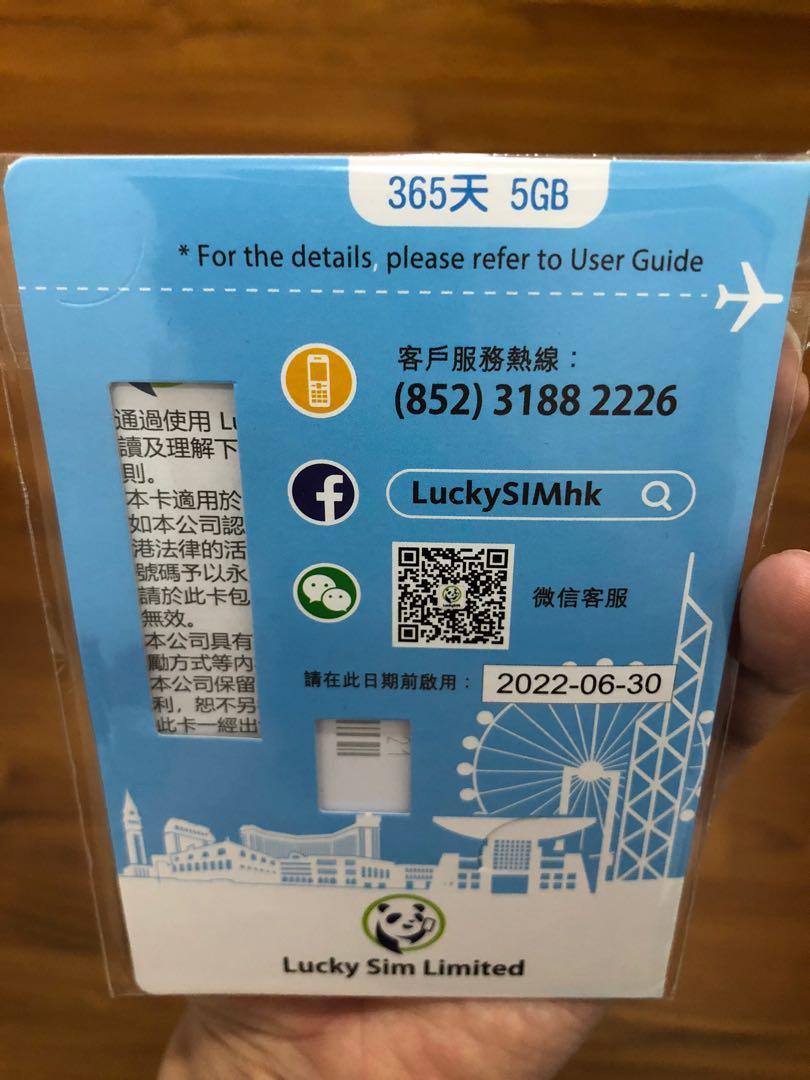 365天 5GB
* For the details, please refer to User Guide
客戶服務熱線：
(852) 3188 2226
LuckySIMhk
微信客服
請在此日期前啟用： 2022-06-30
通過使用 Lu
讀及理解下
則。
本卡適用於
如本公司認
港法律的活
號碼予以永
請於此卡包
無效。
本公司具有
勵方式等內
本公司保留
利，恕不另
此卡一經出
Lucky Sim Limited